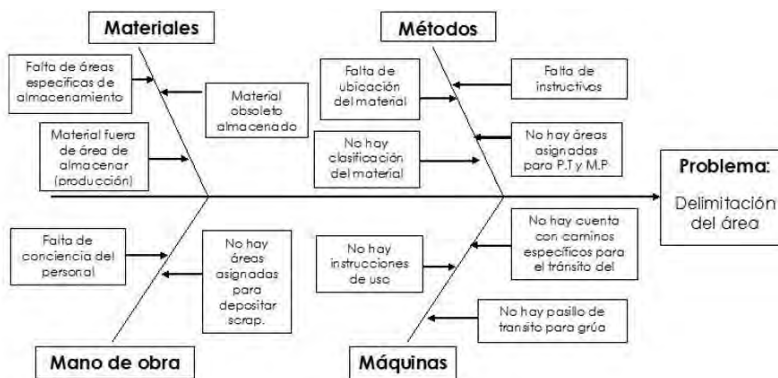 Materiales
Métodos
Falta de áreas
específicas de
almacenamiento
Material
obsoleto
almacenado
Material fuera
de área de
almacenar
(producción)
Falta de
ubicación
del material
Falta de
instructivos
No hay
clasificación
del material
No hay áreas
asignadas
para P.T y M.P
Problema:
Delimitación
del área
Falta de
conciencia del
personal
No hay
áreas
asignadas
para
depositar
scrap.
No hay
instrucciones
de uso
No hay cuenta
con caminos
específicos para
el tránsito del
No hay pasillo de
transito para grúa
Mano de obra
Máquinas